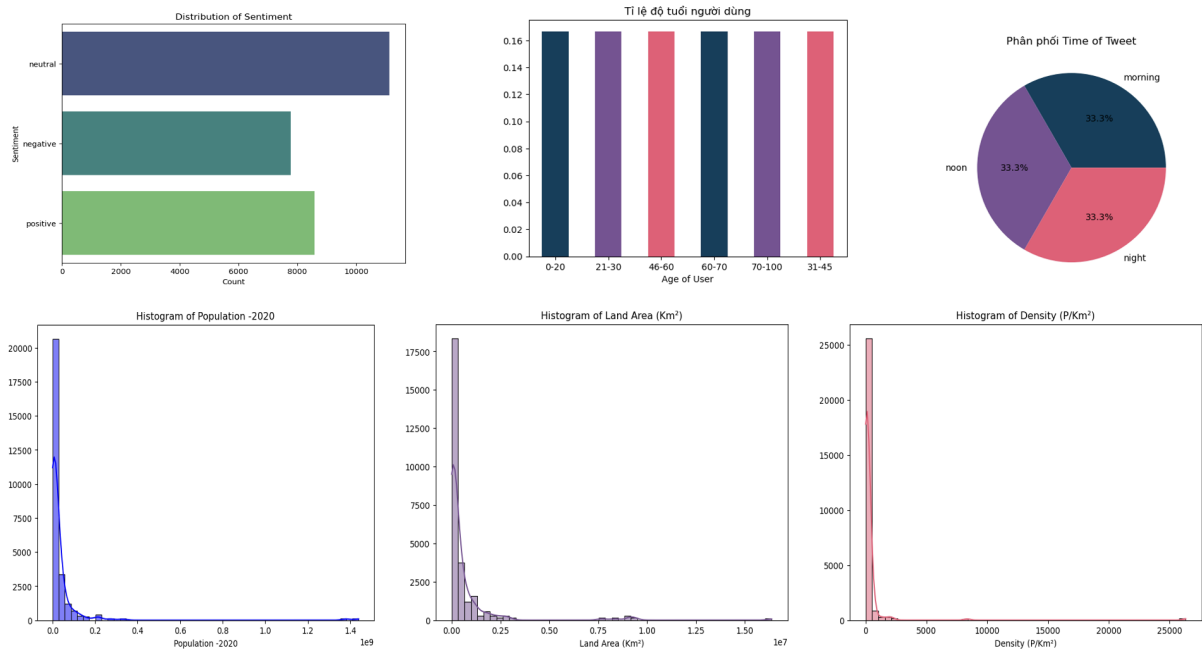 Distribution of Sentiment
neutral
negative
positive
Sentiment
0 2000 4000 6000 8000 10000
Count
Tỉ lệ độ tuổi người dùng
0.16
0.14
0.12
0.10
0.08
0.06
0.04
0.02
0.00
0-20 21-30 46-60 60-70 70-100 31-45
Age of User
Phân phối Time of Tweet
morning
33.3%
noon
33.3%
33.3%
night
Histogram of Population -2020
20000
17500
15000
12500
10000
7500
5000
2500
0
0.0 0.2 0.4 0.6 0.8 1.0 1.2 1.4
1e9
Population -2020
Histogram of Land Area (Km²)
17500
15000
12500
10000
7500
5000
2500
0
0.00 0.25 0.50 0.75 1.00 1.25 1.50
1e7
Land Area (Km²)
Histogram of Density (P/Km²)
25000
20000
15000
10000
5000
0
0 5000 10000 15000 20000 25000
Density (P/Km²)